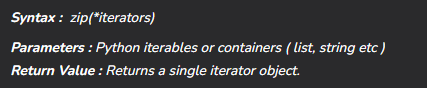 Syntax : zip(*iterators)
Parameters : Python iterables or containers ( list, string etc )
Return Value : Returns a single iterator object.